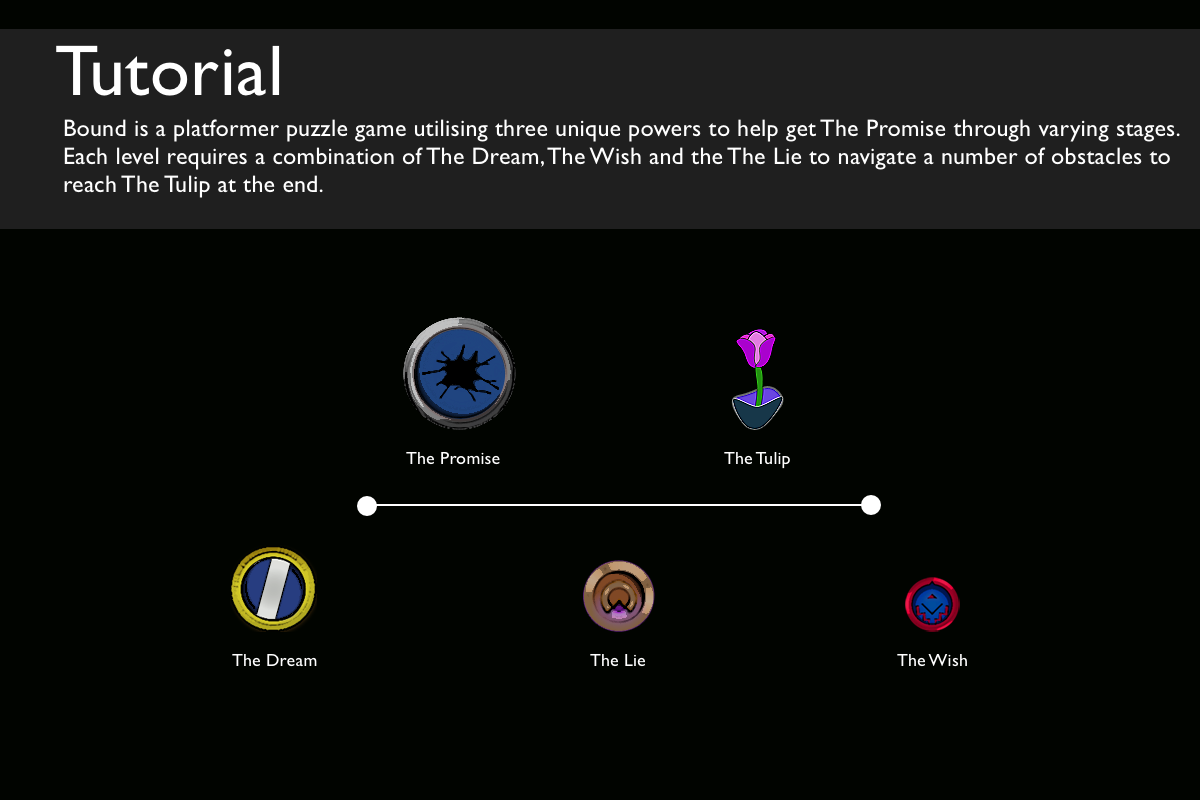 Tutorial
Bound is a platformer puzzle game utilising three unique powers to help get The Promise through varying stages.
Each level requires a combination of The Dream, The Wish and the The Lie to navigate a number of obstacles to
reach The Tulip at the end.
The Promise
The Tulip
The Dream
The Lie
The Wish